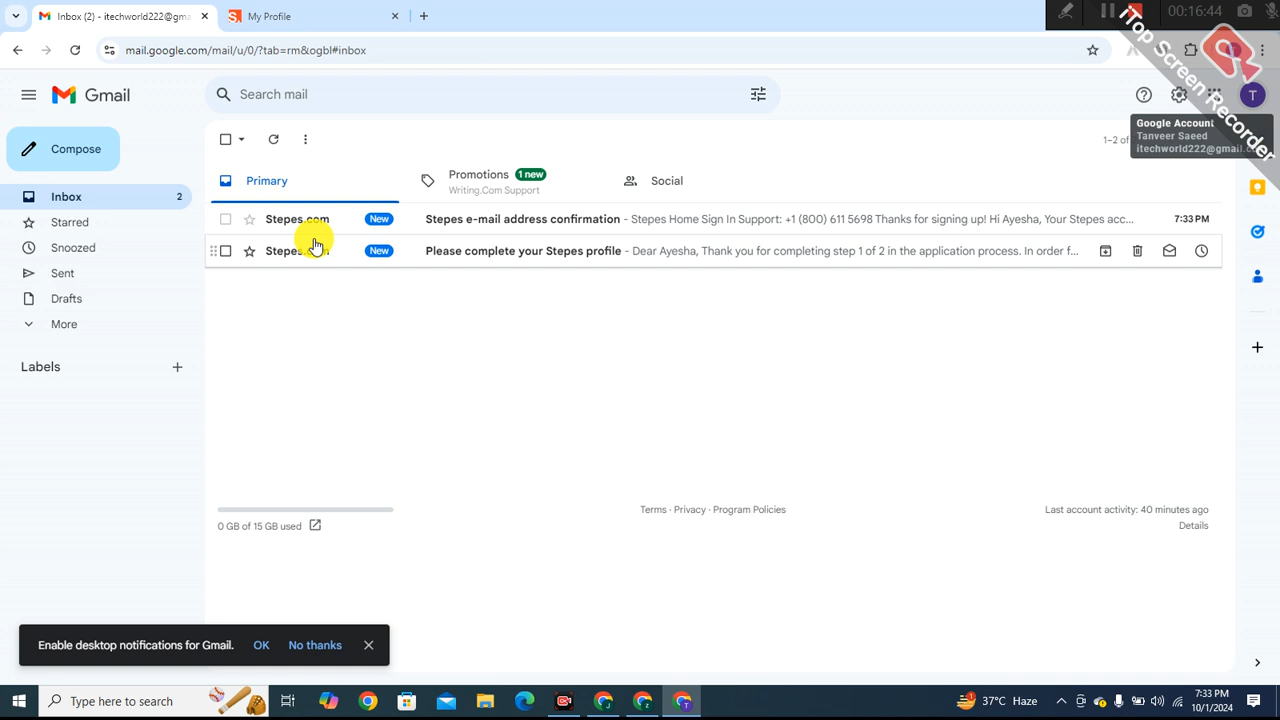 Inbox (2) - itechworld222@gma
My Profile
00:16:44
mail.google.com/mail/u/0/?tab=rm&ogbl#inbox
iTop Screen Recorder
Gmail
Search mail
T
Google Account
Tanveer Saeed
itechworld222@gmail.
Compose
1–2 of
Inbox 2
Primary
Promotions 1 new
Writing.Com Support
Social
Starred
Stepes.com New Stepes e-mail address confirmation - Stepes Home Sign In Support: +1 (800) 611 5698 Thanks for signing up! Hi Ayesha, Your Stepes acc... 7:33 PM
Snoozed
New Please complete your Stepes profile - Dear Ayesha, Thank you for completing step 1 of 2 in the application process. In order f...
Sent
Drafts
More
Labels
0 GB of 15 GB used
Terms · Privacy · Program Policies
Last account activity: 40 minutes ago
Details
Enable desktop notifications for Gmail. OK No thanks
Type here to search
37°C Haze
7:33 PM
10/1/2024